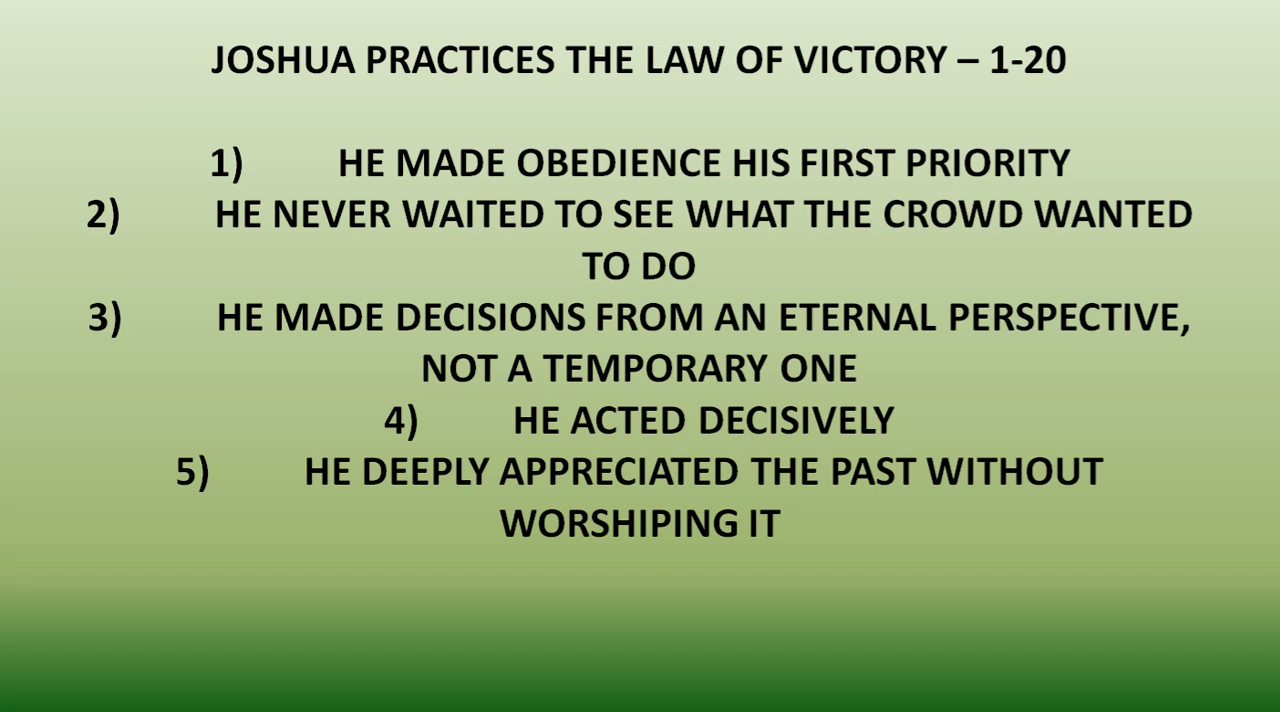 JOSHUA PRACTICES THE LAW OF VICTORY – 1-20
1) HE MADE OBEDIENCE HIS FIRST PRIORITY
2) HE NEVER WAITED TO SEE WHAT THE CROWD WANTED
TO DO
3) HE MADE DECISIONS FROM AN ETERNAL PERSPECTIVE,
NOT A TEMPORARY ONE
4) HE ACTED DECISIVELY
5) HE DEEPLY APPRECIATED THE PAST WITHOUT
WORSHIPING IT